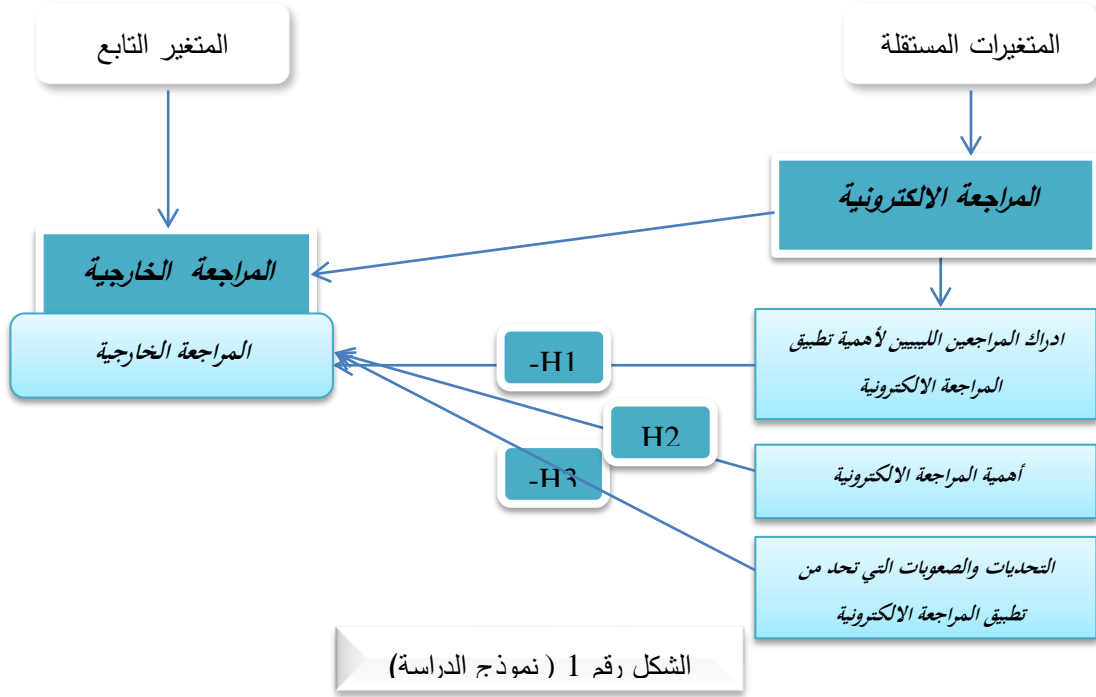 المتغيرات المستقلة
المتغير التابع
المراجعة الالكترونية
المراجعة الخارجية
المراجعة الخارجية
ادراك المراجعين الليبيين لأهمية تطبيق
المراجعة الالكترونية
-H1
H2
أهمية المراجعة الالكترونية
-H3
التحديات والصعوبات التي تحد من
تطبيق المراجعة الالكترونية
الشكل رقم 1 ( نموذج الدراسة)